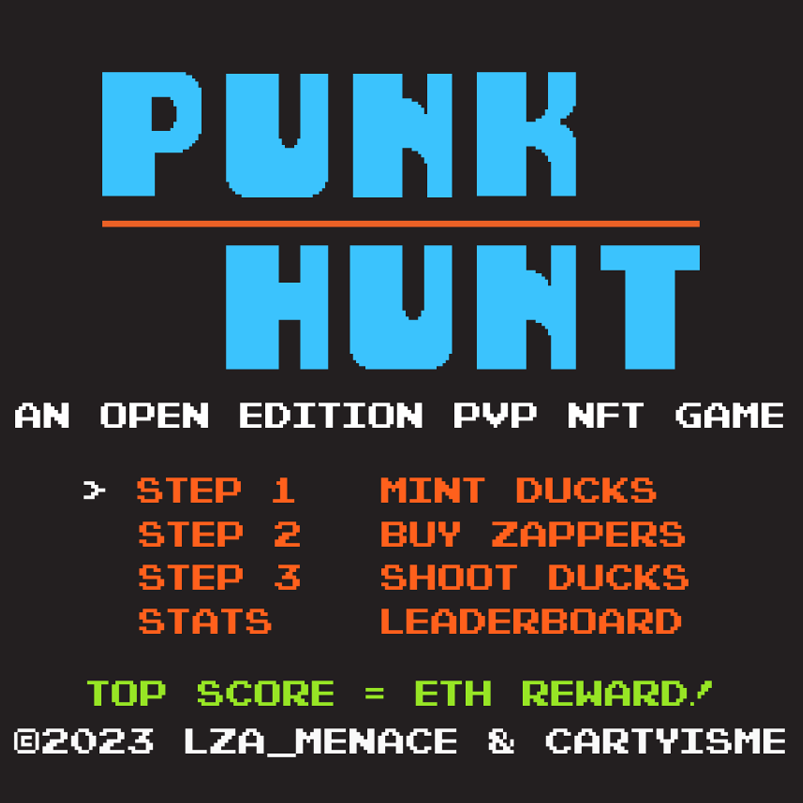 PUNK
HUNT
AN OPEN EDITION PVP NFT GAME
> STEP 1 MINT DUCKS
STEP 2 BUY ZAPPERS
STEP 3 SHOOT DUCKS
STATS LEADERBOARD
TOP SCORE = ETH REWARD!
©2023 LZA_MENACE & CARTYISME